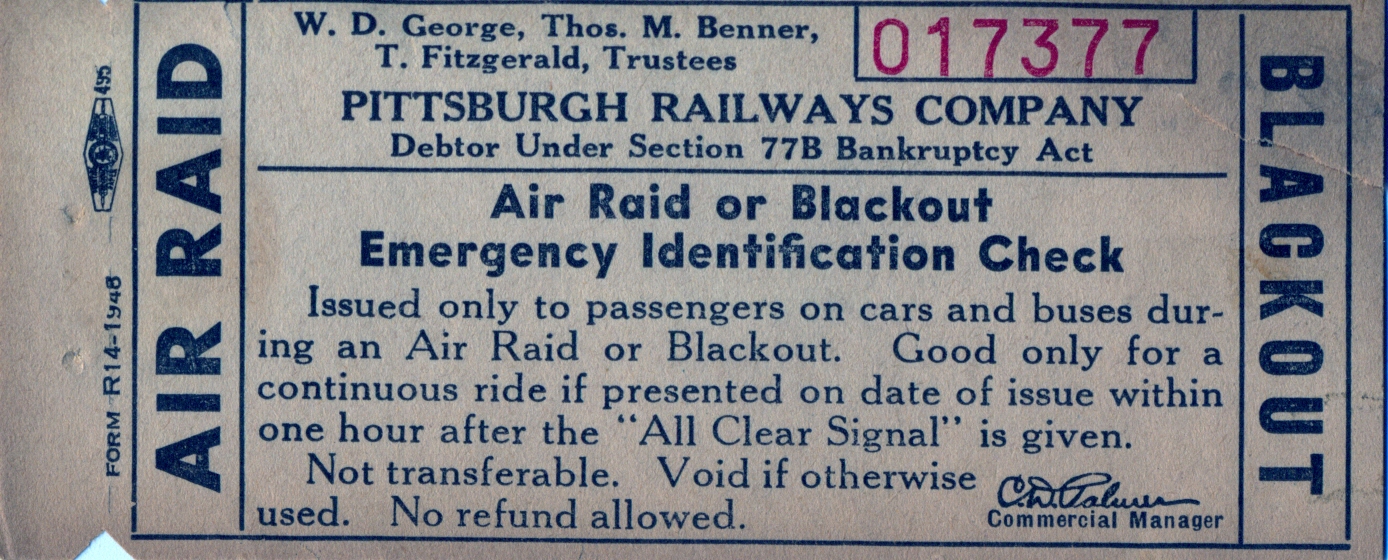 W. D. George, Thos. M. Benner,
T. Fitzgerald, Trustees
017377
PITTSBURGH RAILWAYS COMPANY
Debtor Under Section 77B Bankruptcy Act
Air Raid or Blackout
Emergency Identification Check
Issued only to passengers on cars and buses dur-
ing an Air Raid or Blackout. Good only for a
continuous ride if presented on date of issue within
one hour after the “All Clear Signal” is given.
Not transferable. Void if otherwise
used. No refund allowed.
C.D. Palmer
Commercial Manager
AIR RAID
BLACKOUT
FORM R14-1948
495